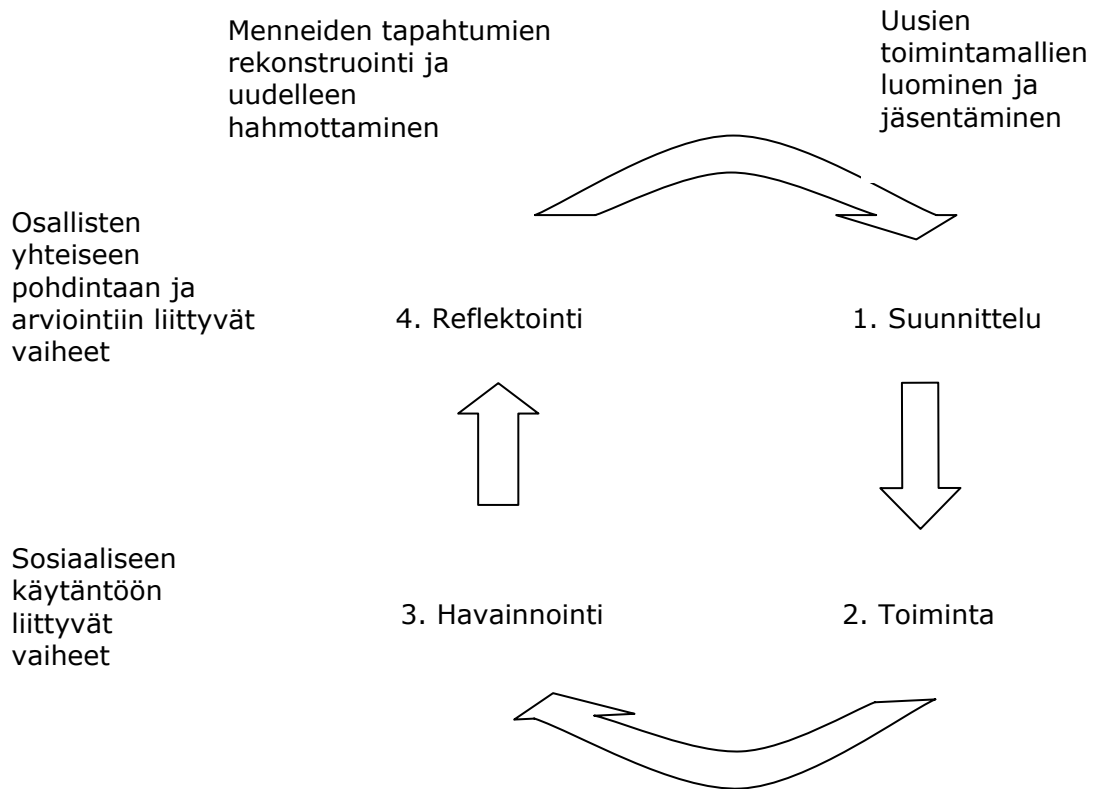 Menneiden tapahtumien
rekonstruointi ja
uudelleen
hahmottaminen
Uusien
toimintamallien
luominen ja
jäsentäminen
Osallisten
yhteiseen
pohdintaan ja
arviointiin liittyvät
vaiheet
4. Reflektointi
1. Suunnittelu
Sosiaaliseen
käytäntöön
liittyvät
vaiheet
3. Havainnointi
2. Toiminta